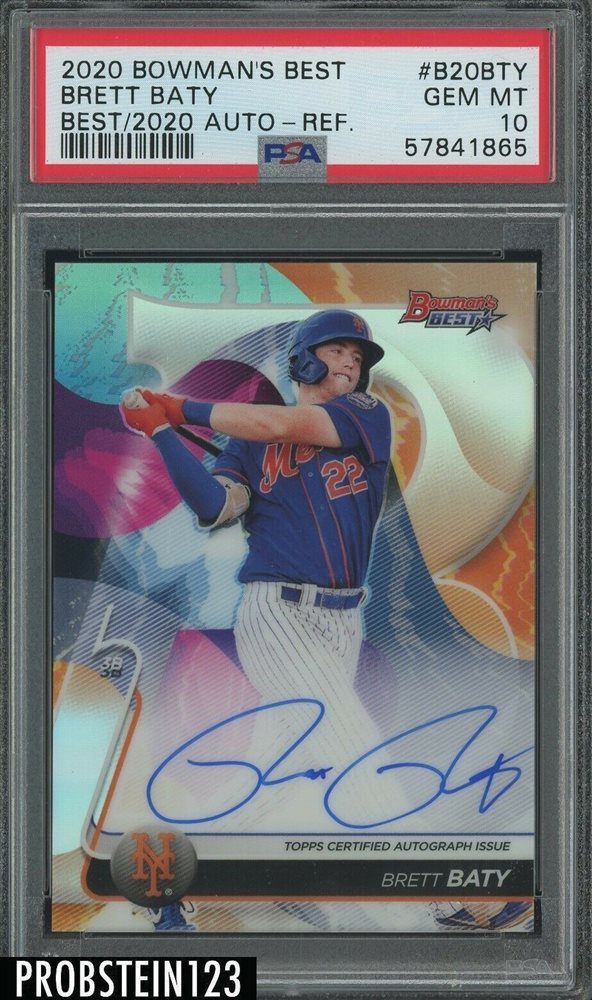 2020 BOWMAN'S BEST #B20BTY
BRETT BATY GEM MT
BEST/2020 AUTO – REF. 10
PSA 57841865
Bowman's
BEST
Mets
22
3B
TOPPS CERTIFIED AUTOGRAPH ISSUE
NY
®
BRETT BATY
PROBSTEIN123